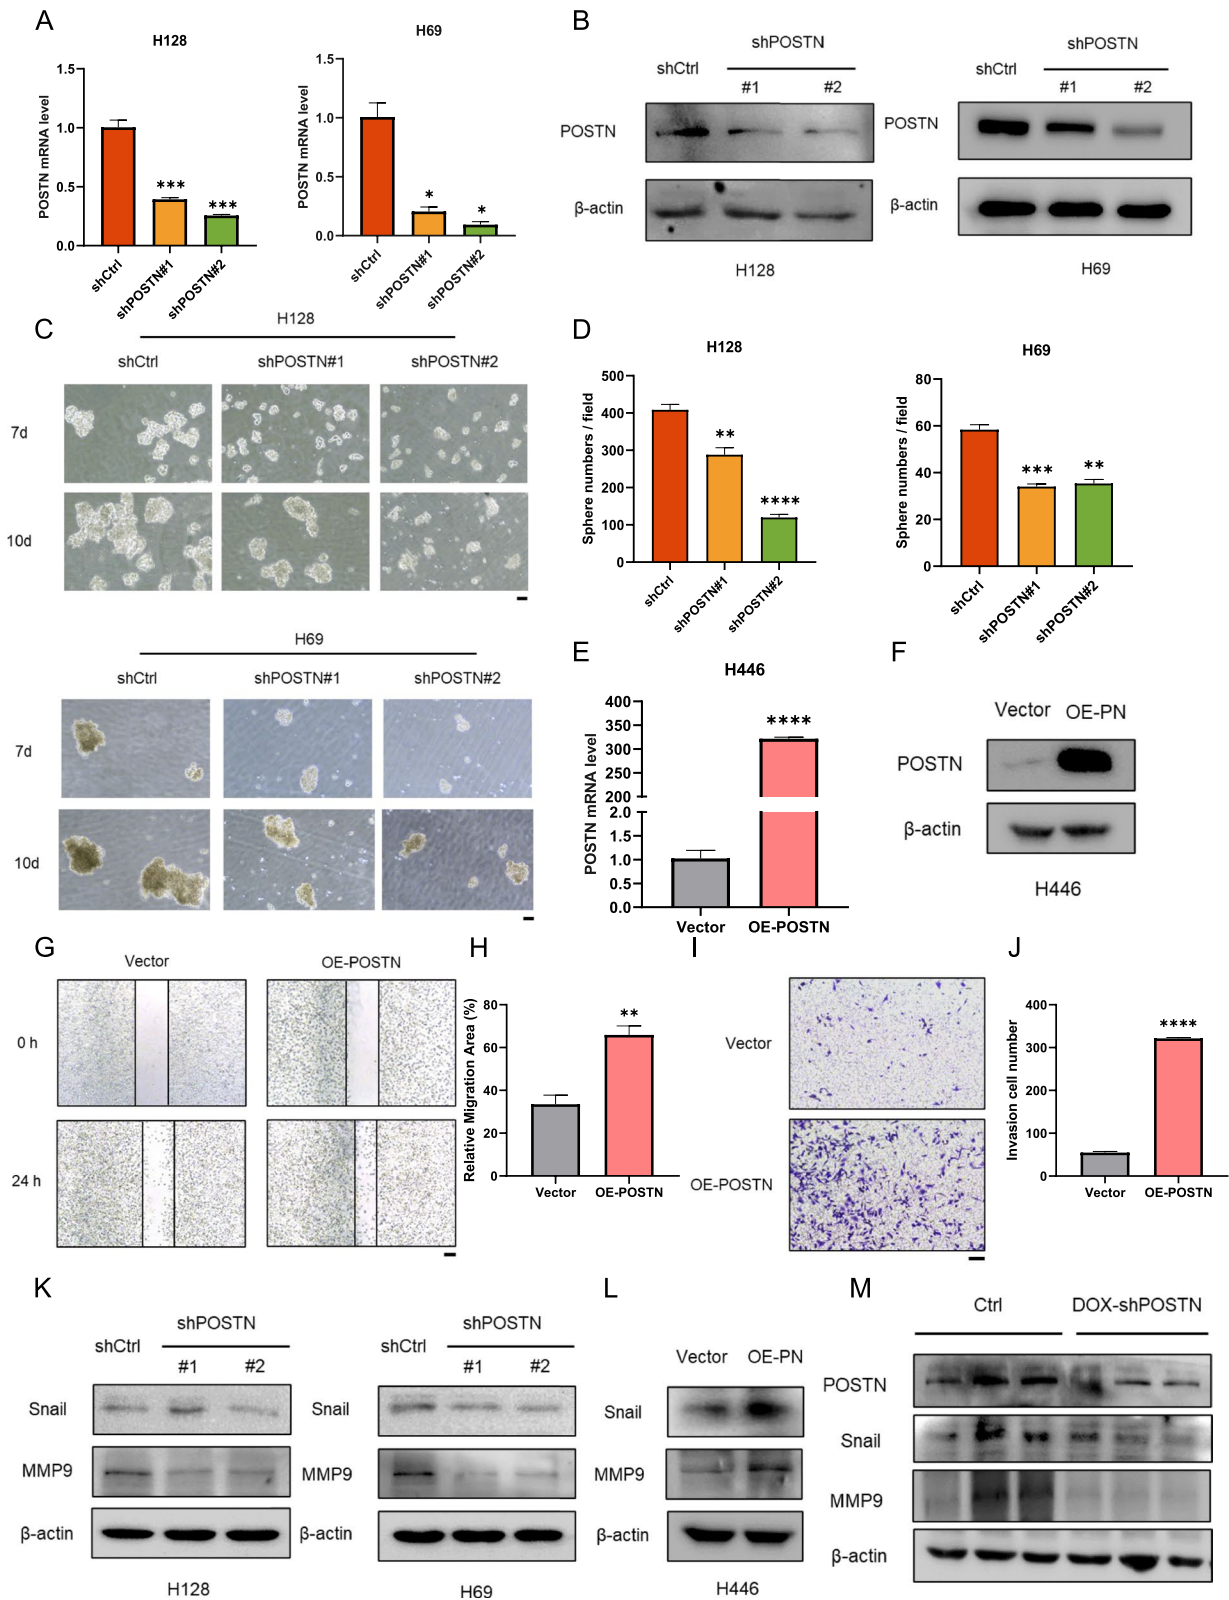 A
H128
POSTN mRNA level
1.5
1.0
0.5
0.0
***
***
shCtrl
shPOSTN#1
shPOSTN#2
H69
POSTN mRNA level
1.5
1.0
0.5
0.0
*
*
shCtrl
shPOSTN#1
shPOSTN#2
B
shPOSTN
shCtrl
#1
#2
POSTN
β-actin
H128
shPOSTN
shCtrl
#1
#2
POSTN
β-actin
H69
C
H128
shCtrl
shPOSTN#1
shPOSTN#2
7d
10d
H69
shCtrl
shPOSTN#1
shPOSTN#2
7d
10d
D
H128
Sphere numbers / field
500
400
300
200
100
0
**
****
shCtrl
shPOSTN#1
shPOSTN#2
H69
Sphere numbers / field
80
60
40
20
0
***
**
shCtrl
shPOSTN#1
shPOSTN#2
E
H446
POSTN mRNA level
400
350
300
250
200
2.0
1.5
1.0
0.5
0.0
****
Vector
OE-POSTN
F
Vector
OE-PN
POSTN
β-actin
H446
G
Vector
OE-POSTN
0 h
24 h
H
Relative Migration Area (%)
80
60
40
20
0
**
Vector
OE-POSTN
I
Vector
OE-POSTN
J
Invasion cell number
400
300
200
100
0
****
Vector
OE-POSTN
K
shPOSTN
shCtrl
#1
#2
Snail
MMP9
β-actin
H128
shPOSTN
shCtrl
#1
#2
Snail
MMP9
β-actin
H69
L
Vector
OE-PN
Snail
MMP9
β-actin
H446
M
Ctrl
DOX-shPOSTN
POSTN
Snail
MMP9
β-actin